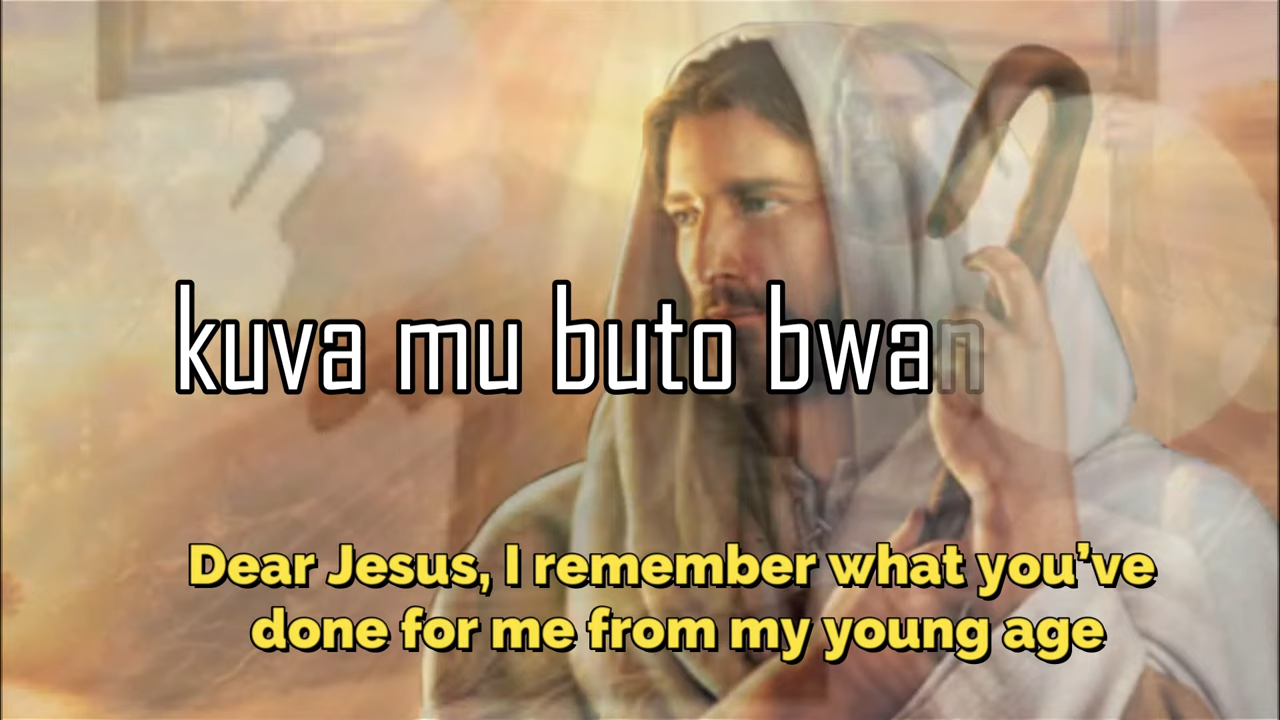 kuva mu buto bwan
Dear Jesus, I remember what you’ve
done for me from my young age